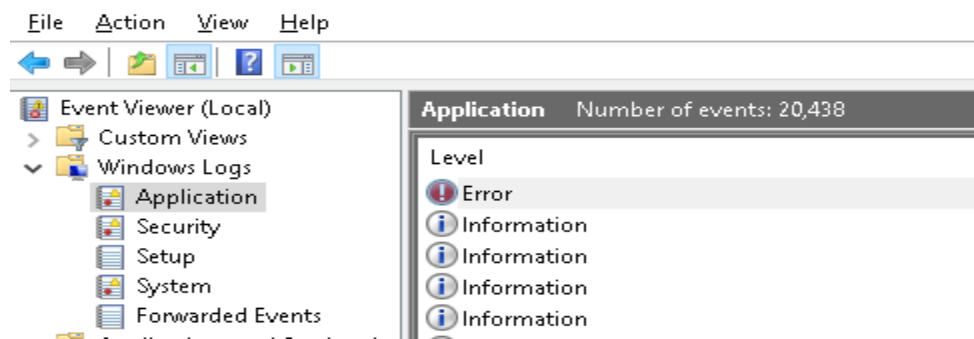 File Action View Help
Event Viewer (Local)
Custom Views
Windows Logs
Application
Security
Setup
System
Forwarded Events
Application Number of events: 20,438
Level
Error
Information
Information
Information
Information